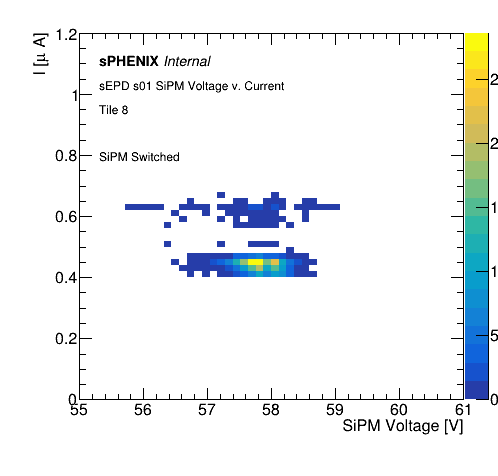 1.2
I [μ A]
sPHENIX Internal
sEPD s01 SiPM Voltage v. Current
Tile 8
SiPM Switched
1
0.8
0.6
0.4
0.2
0
55 56 57 58 59 60 61
SiPM Voltage [V]
2
2
1
1
5
0